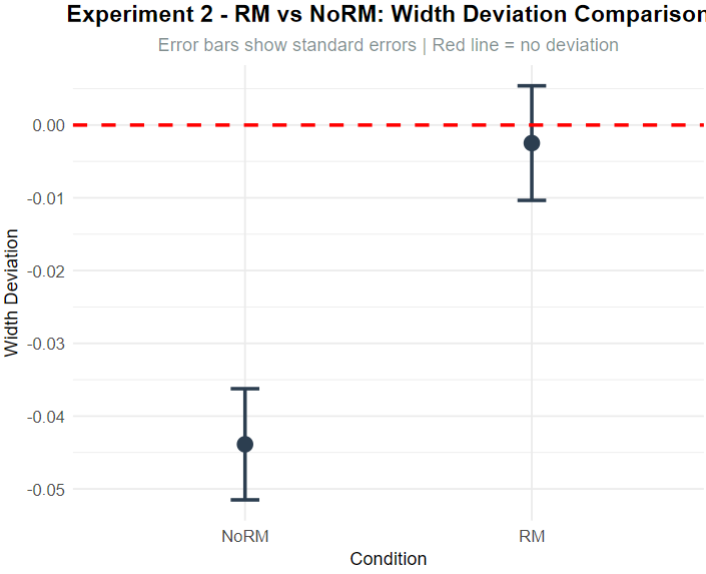 Experiment 2 - RM vs NoRM: Width Deviation Comparison
Error bars show standard errors | Red line = no deviation
Width Deviation
0.00
-0.01
-0.02
-0.03
-0.04
-0.05
NoRM RM
Condition